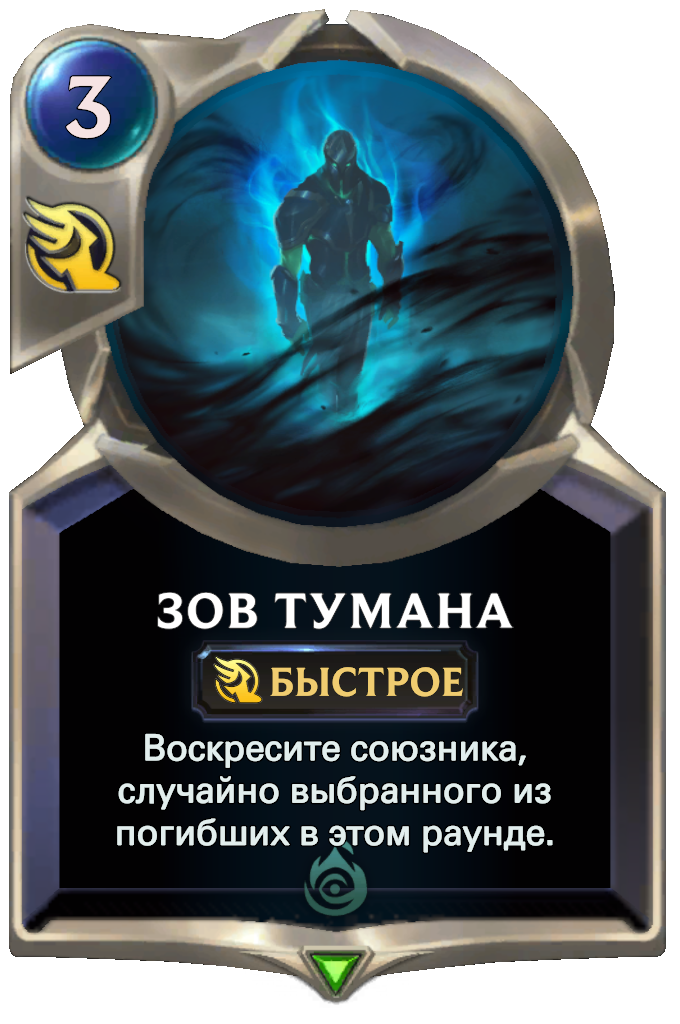 3
ЗОВ ТУМАНА
БЫСТРОЕ
Воскресите союзника,
случайно выбранного из
погибших в этом раунде.